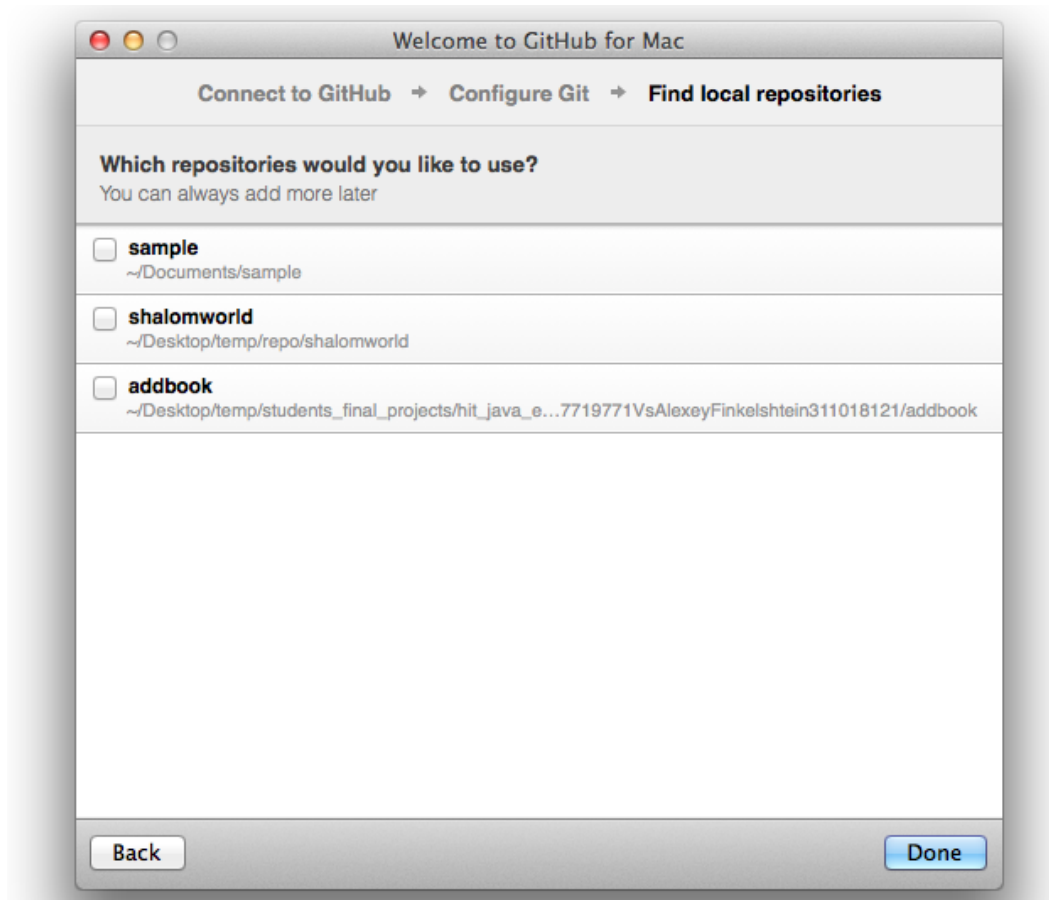 Welcome to GitHub for Mac
Connect to GitHub → Configure Git → Find local repositories
Which repositories would you like to use?
You can always add more later
sample
~/Documents/sample
shalomworld
~/Desktop/temp/repo/shalomworld
addbook
~/Desktop/temp/students_final_projects/hit_java_e...7719771VsAlexeyFinkelshtein311018121/addbook
Back Done